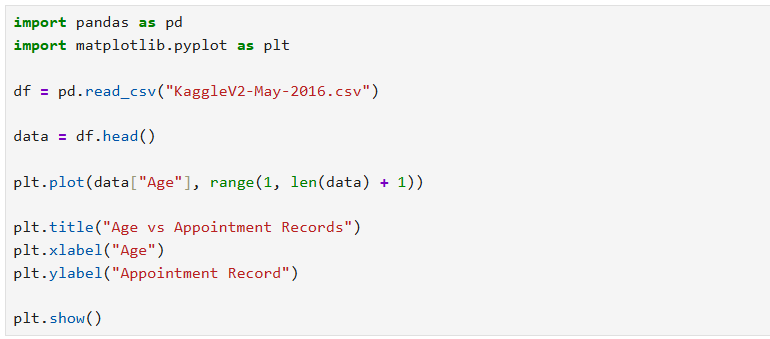 import pandas as pd
import matplotlib.pyplot as plt
df = pd.read_csv("KaggleV2-May-2016.csv")
data = df.head()
plt.plot(data["Age"], range(1, len(data) + 1))
plt.title("Age vs Appointment Records")
plt.xlabel("Age")
plt.ylabel("Appointment Record")
plt.show()